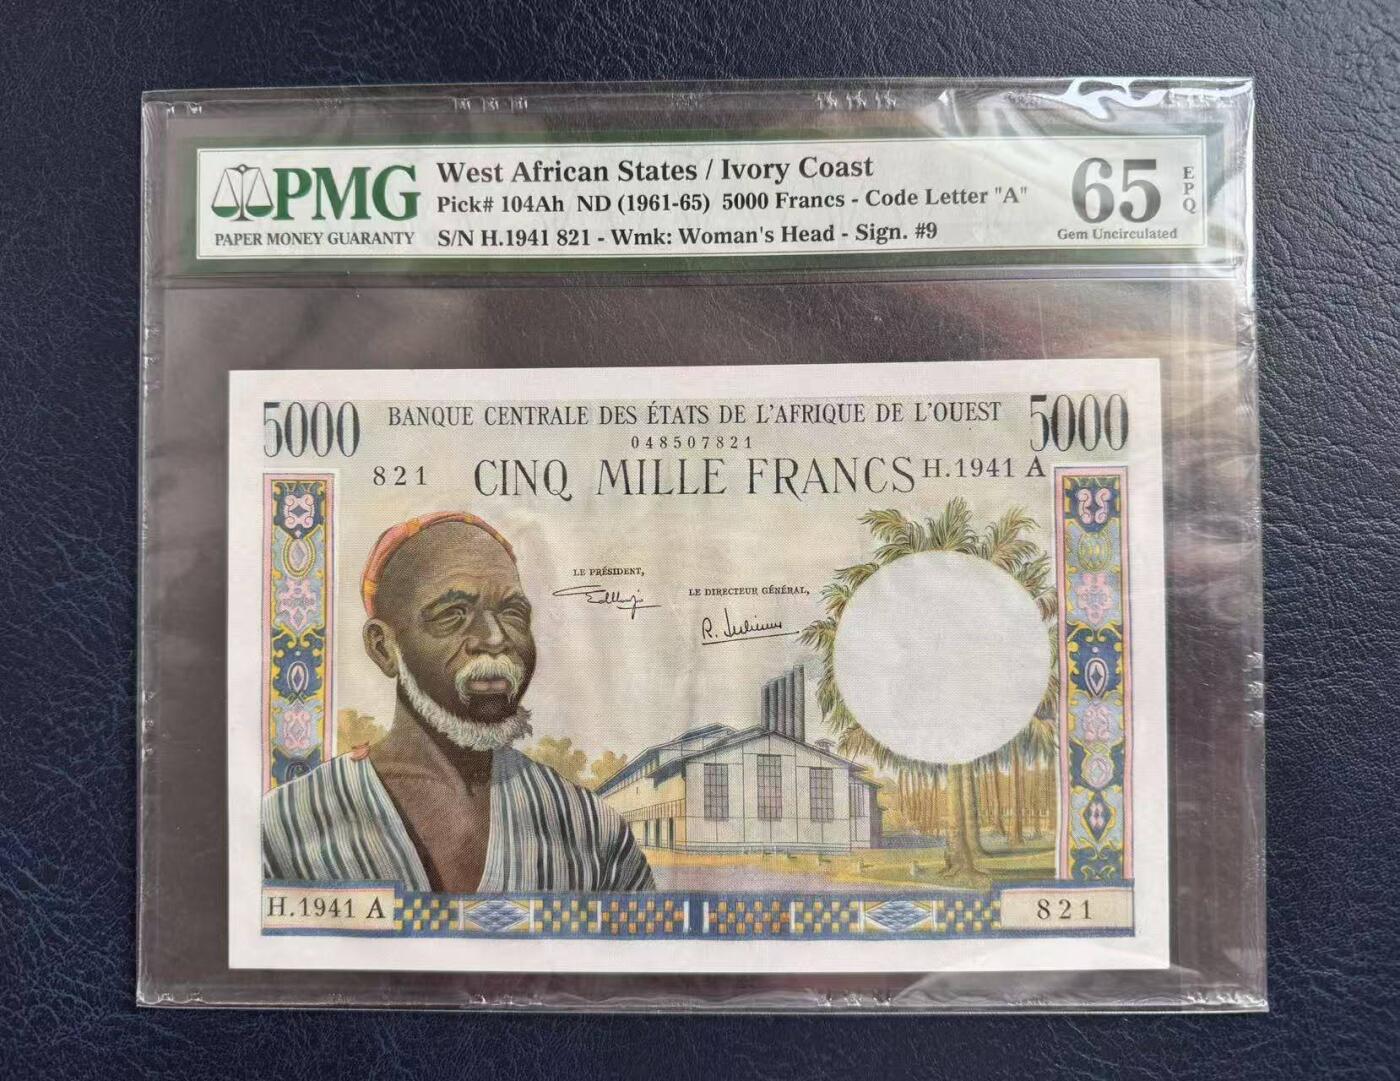 PMG
PAPER MONEY GUARANTY
West African States / Ivory Coast
Pick# 104Ah ND (1961-65) 5000 Francs - Code Letter "A"
S/N H.1941 821 - Wmk: Woman's Head - Sign. #9
65
EPQ
Gem Uncirculated
5000 BANQUE CENTRALE DES ÉTATS DE L'AFRIQUE DE L'OUEST 5000
048507821
821 CINQ MILLE FRANCS H.1941 A
LE PRÉSIDENT,
LE DIRECTEUR GÉNÉRAL,
R. Julienne
H.1941 A 821